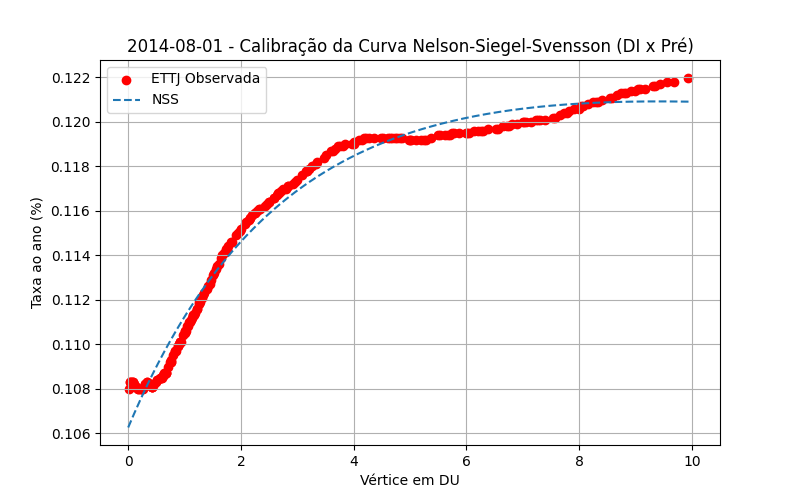 2014-08-01 - Calibração da Curva Nelson-Siegel-Svensson (DI x Pré)
ETTJ Observada
NSS
Taxa ao ano (%)
0.122
0.120
0.118
0.116
0.114
0.112
0.110
0.108
0.106
0 2 4 6 8 10
Vértice em DU